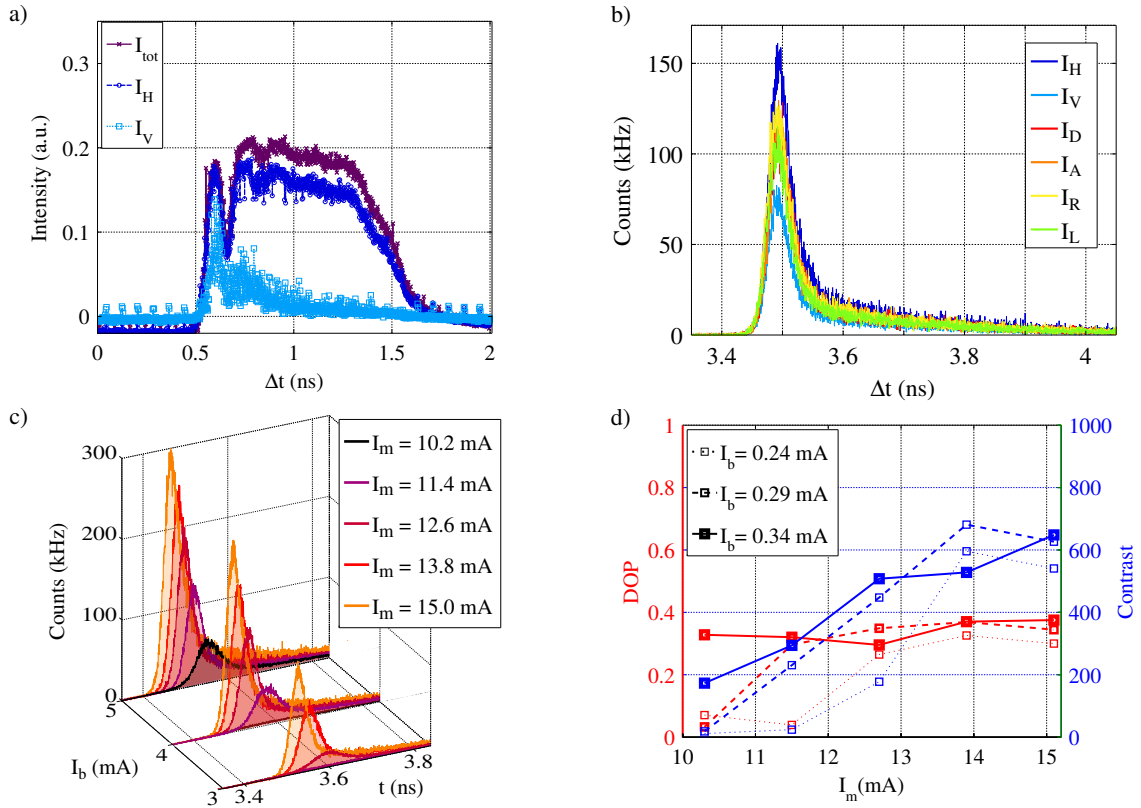 a)
I_tot
I_H
I_V
0.3
0.2
0.1
0
Intensity (a.u.)
0
0.5
1
1.5
2
Δt (ns)
b)
I_H
I_V
I_D
I_A
I_R
I_L
150
100
50
0
Counts (kHz)
3.4
3.6
3.8
4
Δt (ns)
c)
I_m = 10.2 mA
I_m = 11.4 mA
I_m = 12.6 mA
I_m = 13.8 mA
I_m = 15.0 mA
300
200
100
0
Counts (kHz)
5
4
3
I_b (mA)
3.4
3.6
3.8
t (ns)
d)
I_b = 0.24 mA
I_b = 0.29 mA
I_b = 0.34 mA
1
0.8
0.6
0.4
0.2
0
DOP
1000
800
600
400
200
0
Contrast
10
11
12
13
14
15
I_m(mA)